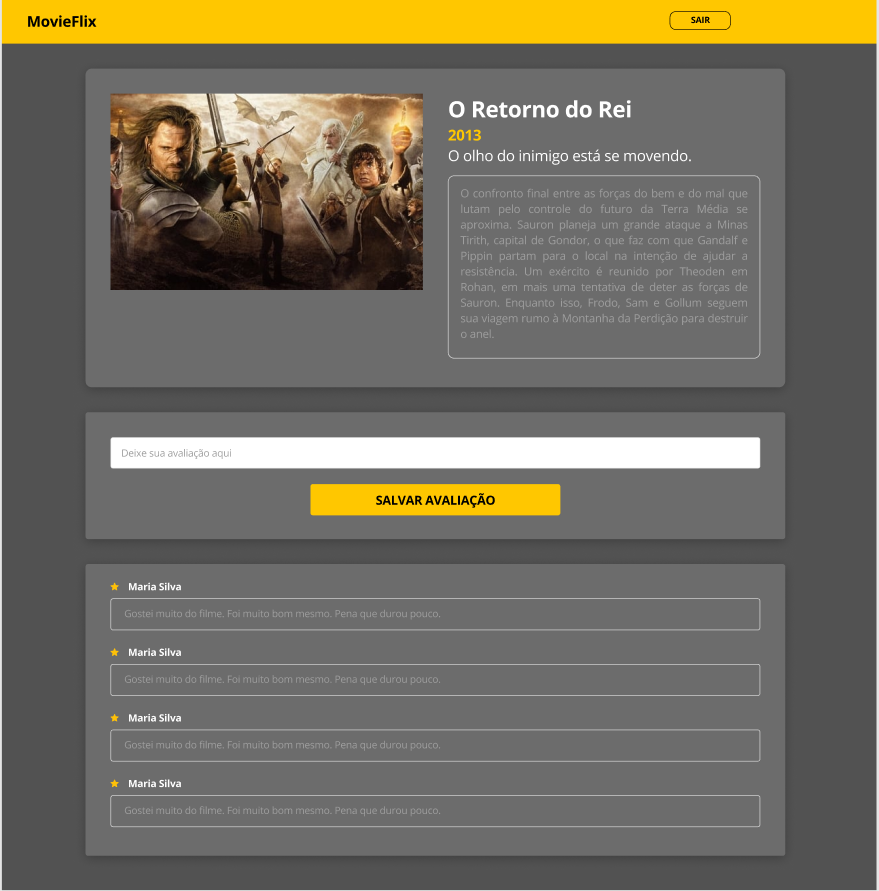 MovieFlix
SAIR
O Retorno do Rei
2013
O olho do inimigo está se movendo.
O confronto final entre as forças do bem e do mal que
lutam pelo controle do futuro da Terra Média se
aproxima. Sauron planeja um grande ataque a Minas
Tirith, capital de Gondor, o que faz com que Gandalf e
Pippin partam para o local na intenção de ajudar a
resistência. Um exército é reunido por Theoden em
Rohan, em mais uma tentativa de deter as forças de
Sauron. Enquanto isso, Frodo, Sam e Gollum seguem
sua viagem rumo à Montanha da Perdição para destruir
o anel.
Deixe sua avaliação aqui
SALVAR AVALIAÇÃO
Maria Silva
Gostei muito do filme. Foi muito bom mesmo. Pena que durou pouco.
Maria Silva
Gostei muito do filme. Foi muito bom mesmo. Pena que durou pouco.
Maria Silva
Gostei muito do filme. Foi muito bom mesmo. Pena que durou pouco.
Maria Silva
Gostei muito do filme. Foi muito bom mesmo. Pena que durou pouco.